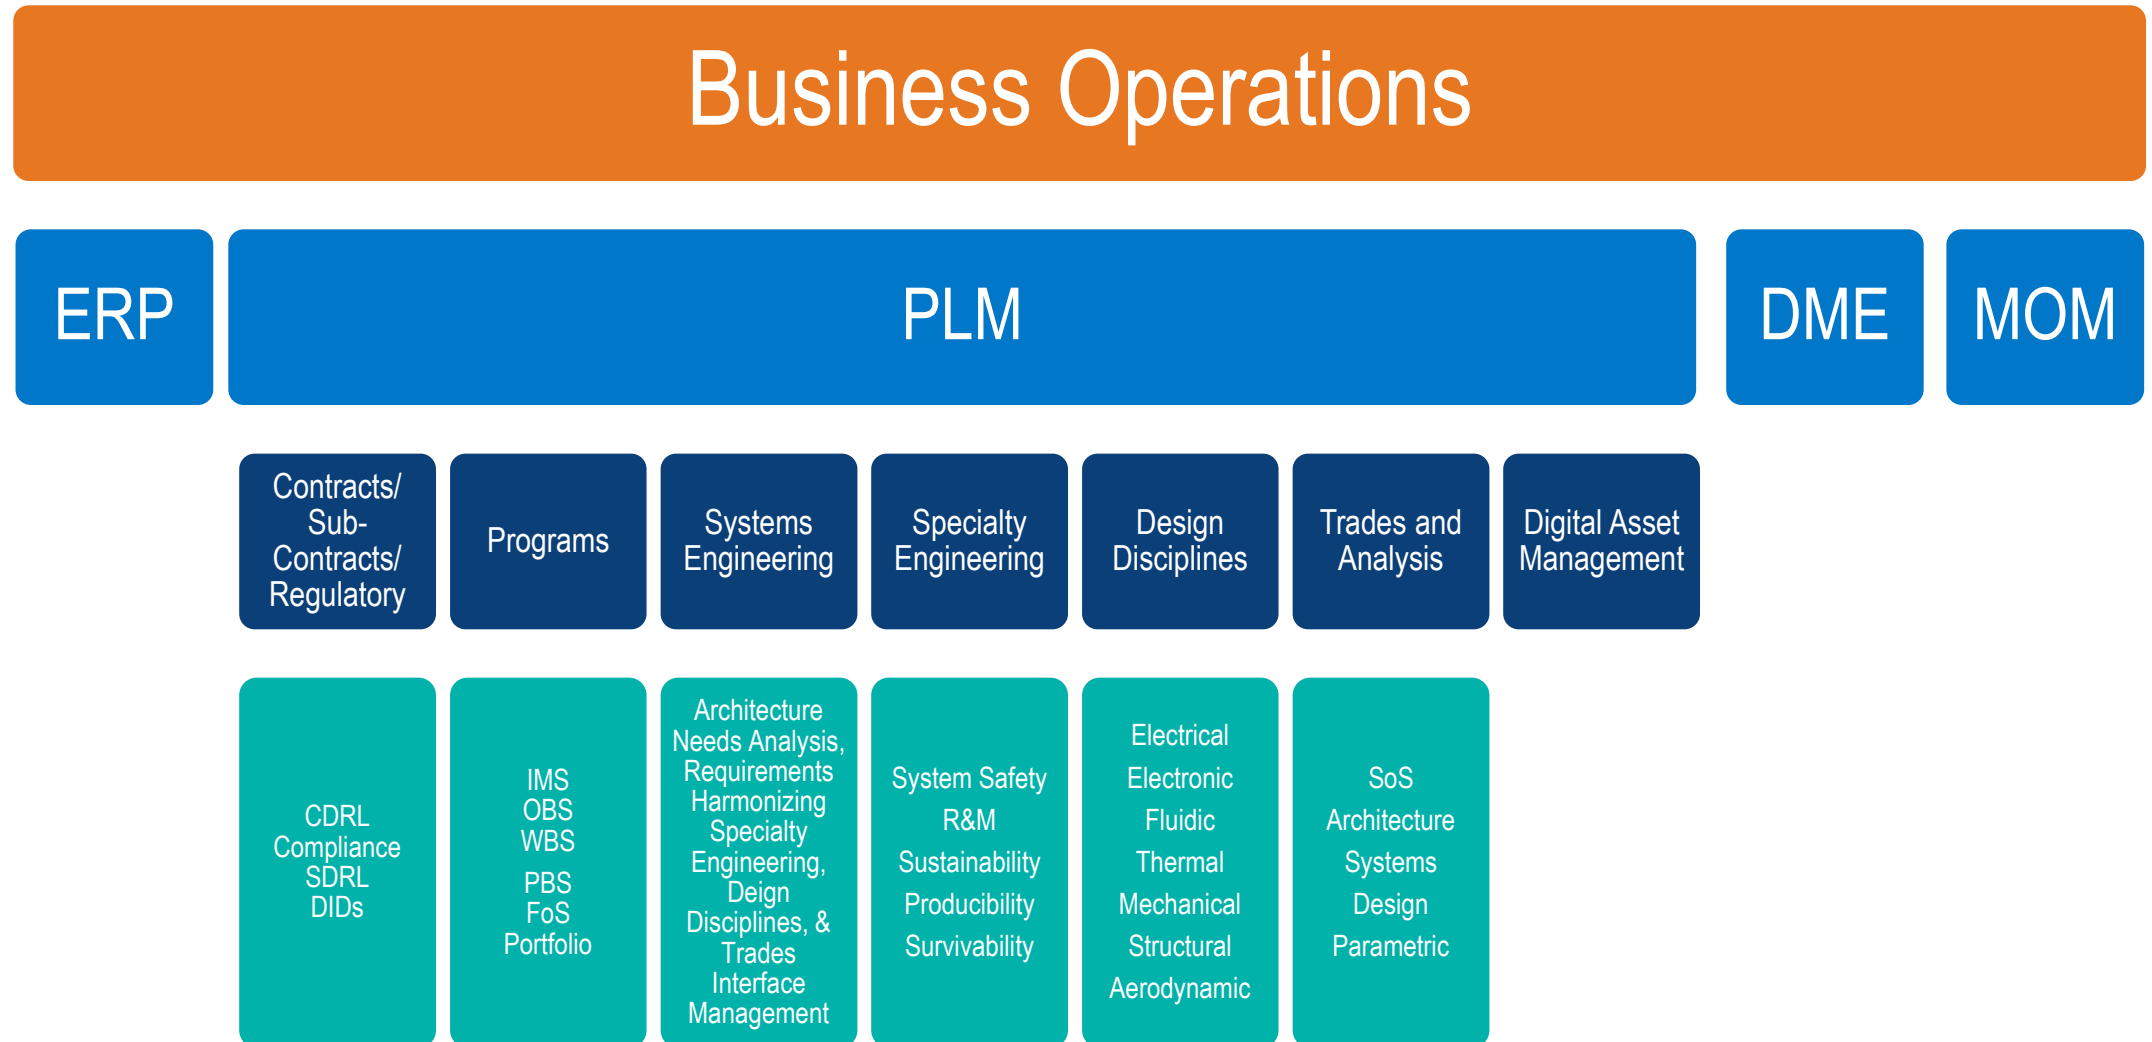 Business Operations
ERP
PLM
DME
MOM
Contracts/
Sub-
Contracts/
Regulatory
Programs
Systems
Engineering
Specialty
Engineering
Design
Disciplines
Trades and
Analysis
Digital Asset
Management
CDRL
Compliance
SDRL
DIDs
IMS
OBS
WBS
PBS
FoS
Portfolio
Architecture
Needs Analysis,
Requirements
Harmonizing
Specialty
Engineering,
Deign
Disciplines, &
Trades
Interface
Management
System Safety
R&M
Sustainability
Producibility
Survivability
Electrical
Electronic
Fluidic
Thermal
Mechanical
Structural
Aerodynamic
SoS
Architecture
Systems
Design
Parametric